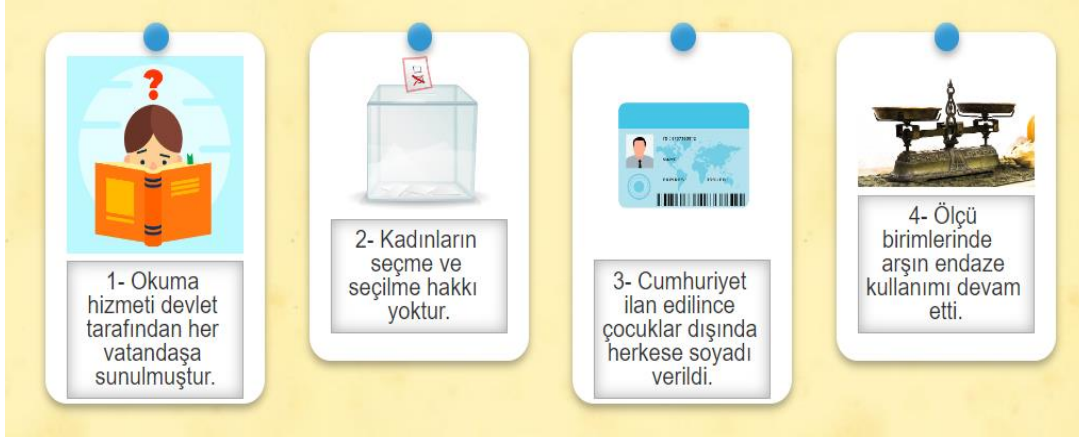 1- Okuma
hizmeti devlet
tarafından her
vatandaşa
sunulmuştur.
2- Kadınların
seçme ve
seçilme hakkı
yoktur.
3- Cumhuriyet
ilan edilince
çocuklar dışında
herkese soyadı
verildi.
4- Ölçü
birimlerinde
arşın endaze
kullanımı devam
etti.